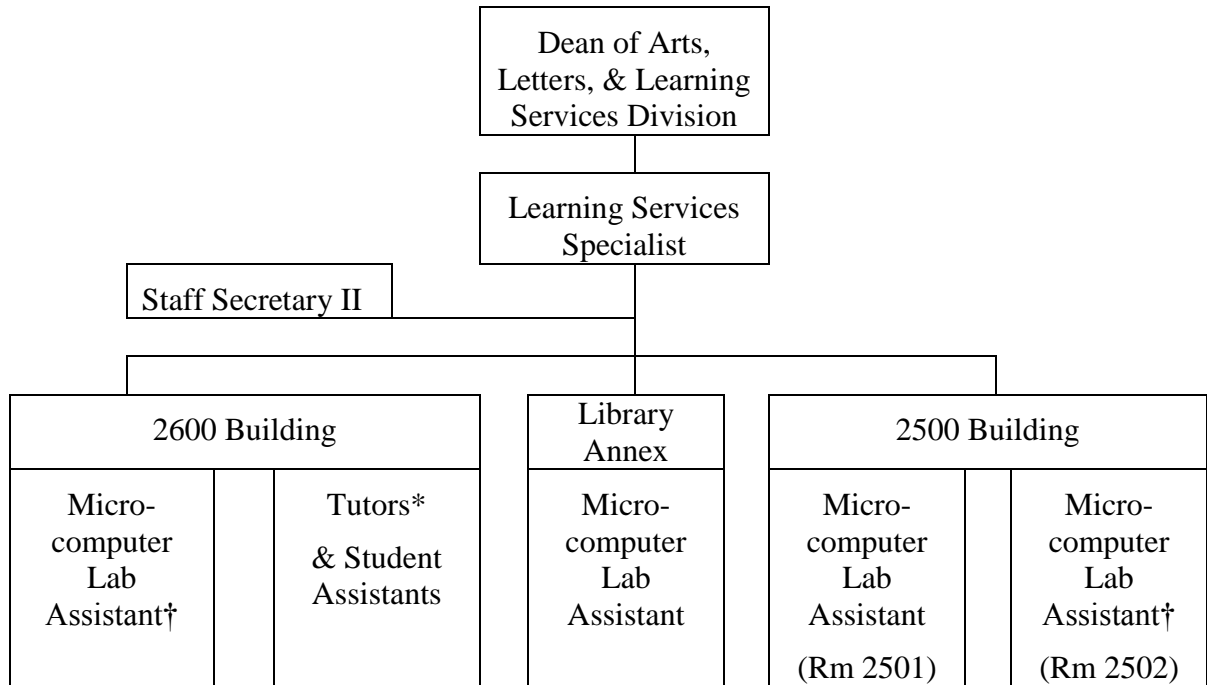 Dean of Arts,
Letters, & Learning
Services Division
Learning Services
Specialist
Staff Secretary II
2600 Building
Micro-
computer
Lab
Assistant†
Tutors*
& Student
Assistants
Library
Annex
Micro-
computer
Lab
Assistant
2500 Building
Micro-
computer
Lab
Assistant
(Rm 2501)
Micro-
computer
Lab
Assistant†
(Rm 2502)